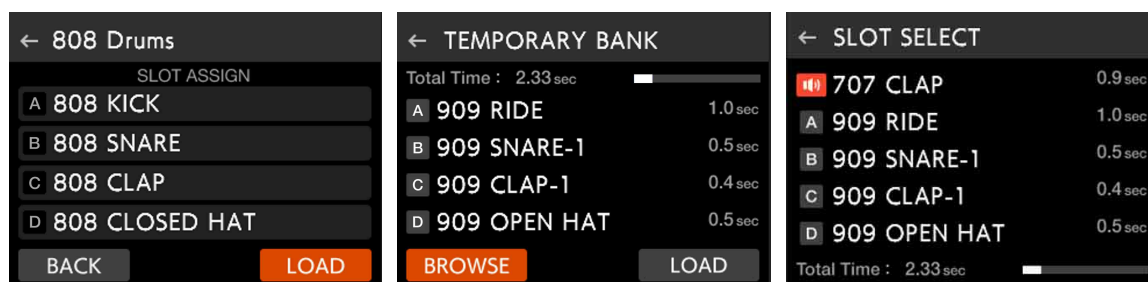 ← 808 Drums
SLOT ASSIGN
A 808 KICK
B 808 SNARE
C 808 CLAP
D 808 CLOSED HAT
BACK LOAD
← TEMPORARY BANK
Total Time : 2.33 sec
A 909 RIDE 1.0 sec
B 909 SNARE-1 0.5 sec
C 909 CLAP-1 0.4 sec
D 909 OPEN HAT 0.5 sec
BROWSE LOAD
← SLOT SELECT
707 CLAP 0.9 sec
A 909 RIDE 1.0 sec
B 909 SNARE-1 0.5 sec
C 909 CLAP-1 0.4 sec
D 909 OPEN HAT 0.5 sec
Total Time : 2.33 sec